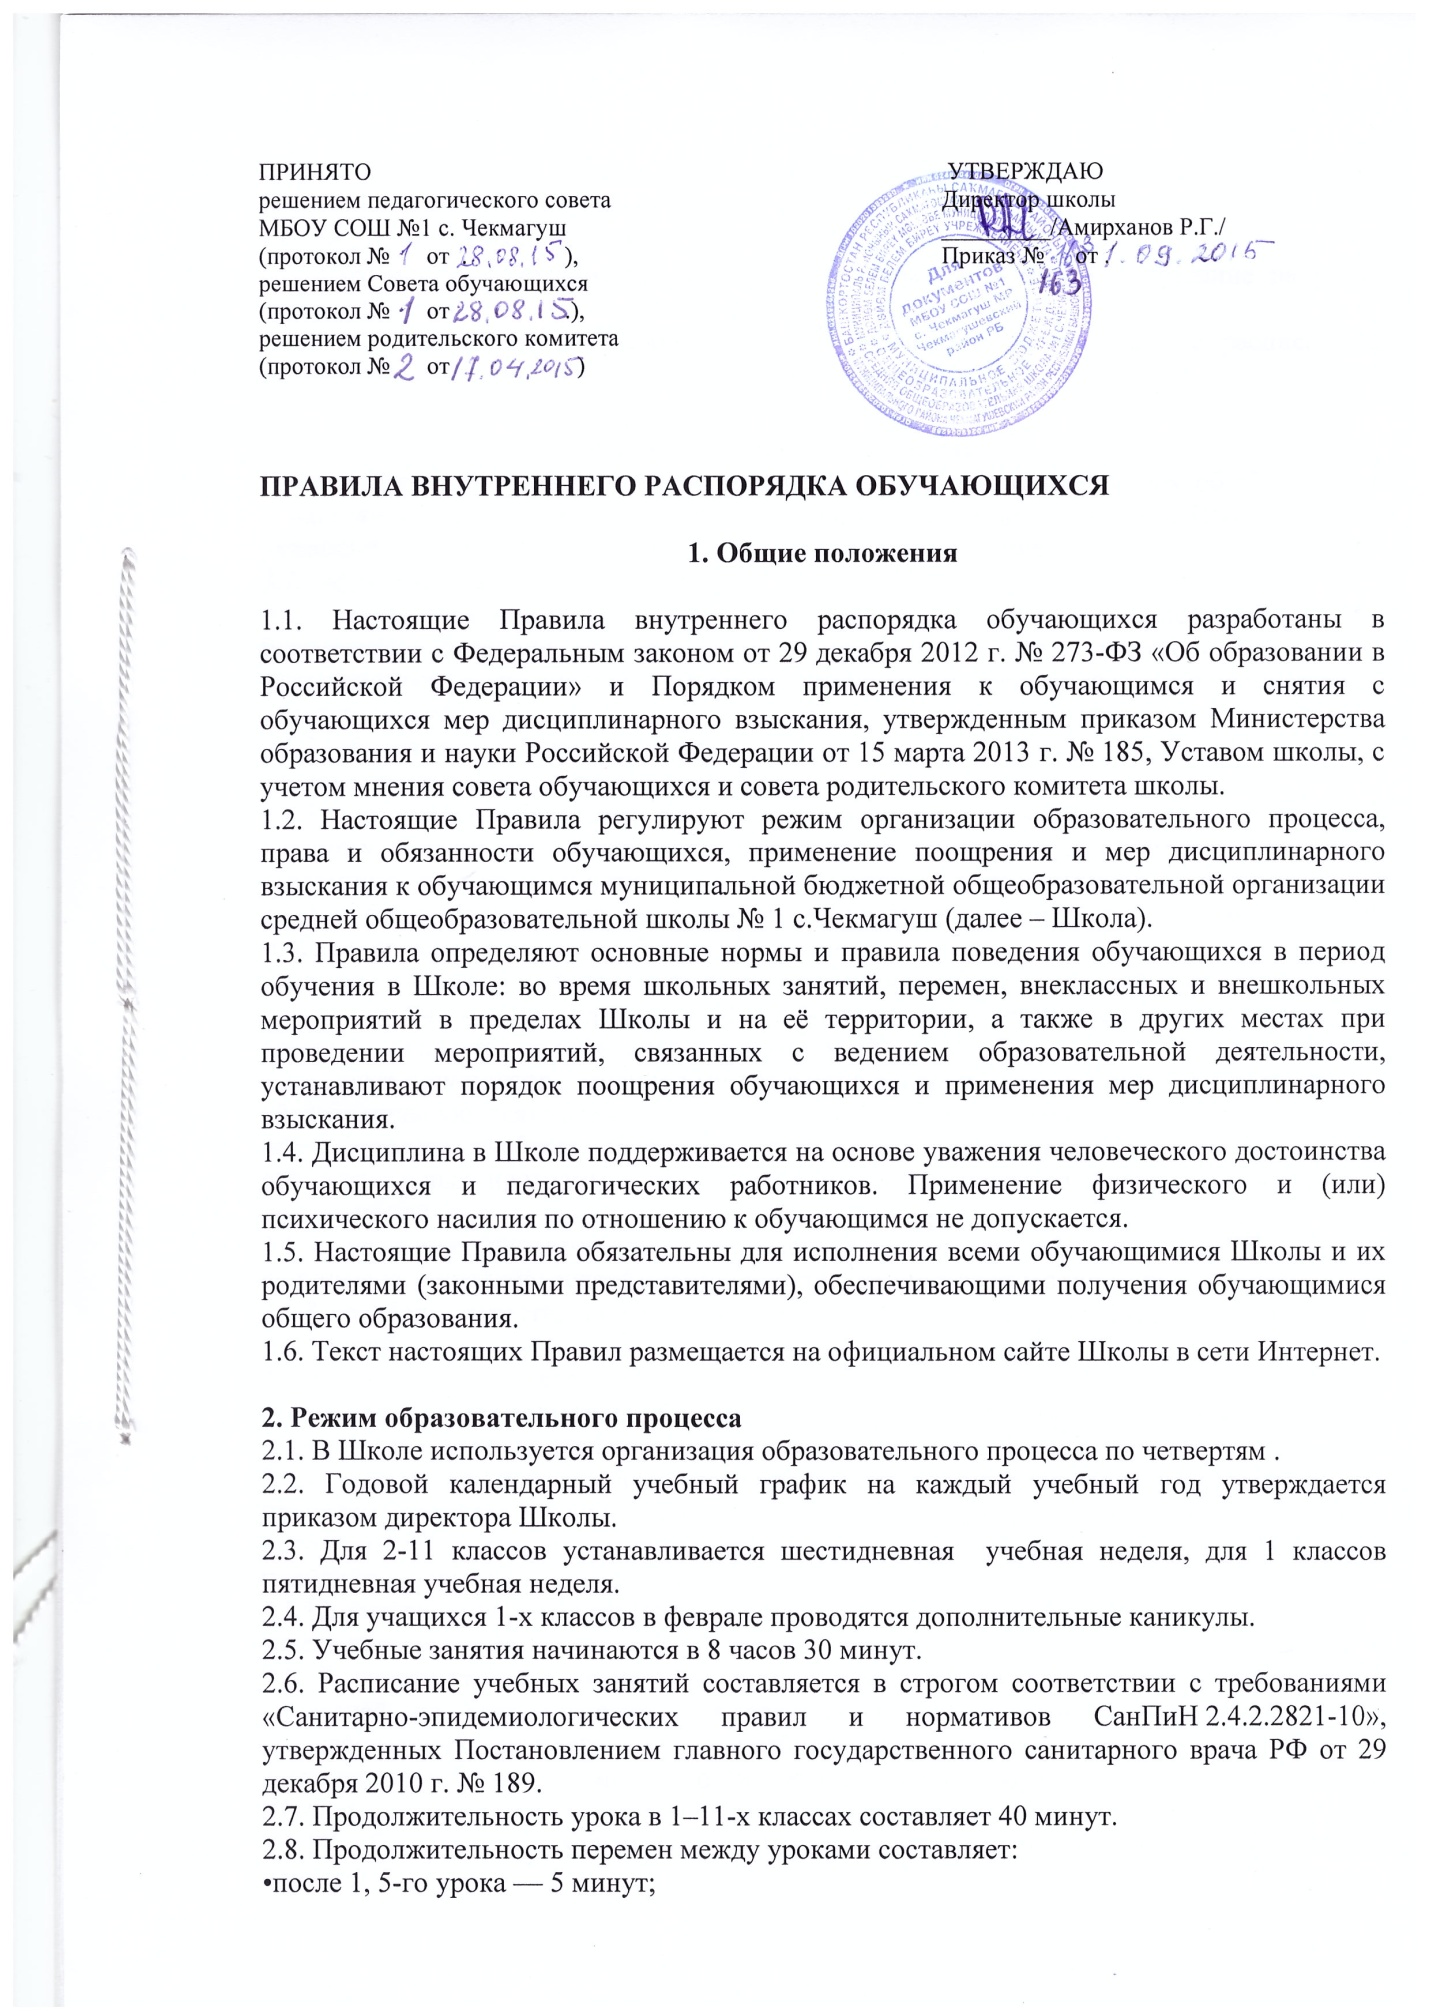 ПРИНЯТО
решением педагогического совета
МБОУ СОШ №1 с. Чекмагуш
(протокол № 1 от 28.08.15),
решением Совета обучающихся
(протокол № 1 от 28.08.15),
решением родительского комитета
(протокол № 2 от 17.04.2015)
УТВЕРЖДАЮ
Директор школы
/Амирханов Р.Г./
Приказ № 163 от 1.09.2015
163
Для
документов
МБОУ СОШ №1
с. Чекмагуш МР
Чекмагушевский
район РБ
ПРАВИЛА ВНУТРЕННЕГО РАСПОРЯДКА ОБУЧАЮЩИХСЯ
1. Общие положения
1.1. Настоящие Правила внутреннего распорядка обучающихся разработаны в
соответствии с Федеральным законом от 29 декабря 2012 г. № 273-ФЗ «Об образовании в
Российской Федерации» и Порядком применения к обучающимся и снятия с
обучающихся мер дисциплинарного взыскания, утвержденным приказом Министерства
образования и науки Российской Федерации от 15 марта 2013 г. № 185, Уставом школы, с
учетом мнения совета обучающихся и совета родительского комитета школы.
1.2. Настоящие Правила регулируют режим организации образовательного процесса,
права и обязанности обучающихся, применение поощрения и мер дисциплинарного
взыскания к обучающимся муниципальной бюджетной общеобразовательной организации
средней общеобразовательной школы № 1 с.Чекмагуш (далее – Школа).
1.3. Правила определяют основные нормы и правила поведения обучающихся в период
обучения в Школе: во время школьных занятий, перемен, внеклассных и внешкольных
мероприятий в пределах Школы и на её территории, а также в других местах при
проведении мероприятий, связанных с ведением образовательной деятельности,
устанавливают порядок поощрения обучающихся и применения мер дисциплинарного
взыскания.
1.4. Дисциплина в Школе поддерживается на основе уважения человеческого достоинства
обучающихся и педагогических работников. Применение физического и (или)
психического насилия по отношению к обучающимся не допускается.
1.5. Настоящие Правила обязательны для исполнения всеми обучающимися Школы и их
родителями (законными представителями), обеспечивающими получения обучающимися
общего образования.
1.6. Текст настоящих Правил размещается на официальном сайте Школы в сети Интернет.
2. Режим образовательного процесса
2.1. В Школе используется организация образовательного процесса по четвертям .
2.2. Годовой календарный учебный график на каждый учебный год утверждается
приказом директора Школы.
2.3. Для 2-11 классов устанавливается шестидневная учебная неделя, для 1 классов
пятидневная учебная неделя.
2.4. Для учащихся 1-х классов в феврале проводятся дополнительные каникулы.
2.5. Учебные занятия начинаются в 8 часов 30 минут.
2.6. Расписание учебных занятий составляется в строгом соответствии с требованиями
«Санитарно-эпидемиологических правил и нормативов СанПиН 2.4.2.2821-10»,
утвержденных Постановлением главного государственного санитарного врача РФ от 29
декабря 2010 г. № 189.
2.7. Продолжительность урока в 1–11-х классах составляет 40 минут.
2.8. Продолжительность перемен между уроками составляет:
•после 1, 5-го урока — 5 минут;